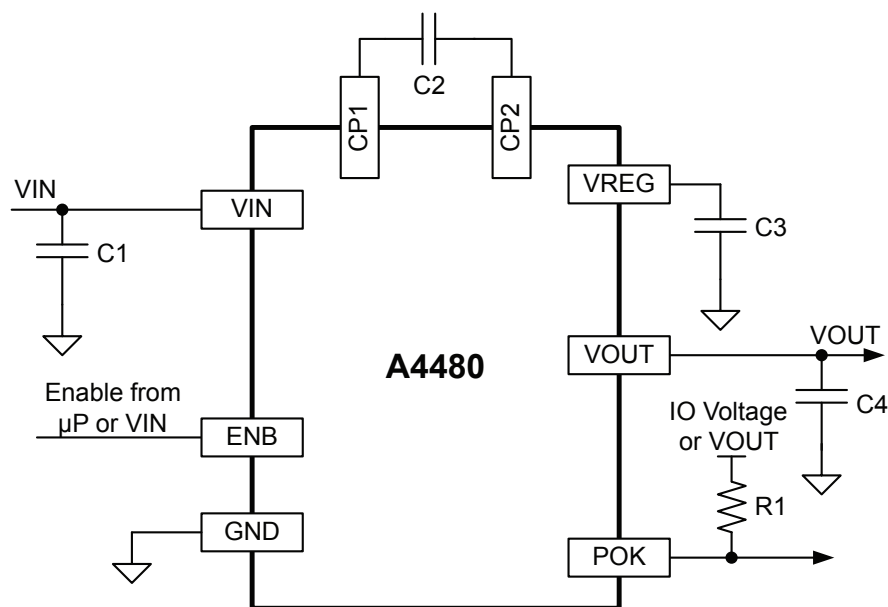 C2
CP1
CP2
VIN
VIN
C1
VREG
C3
VOUT
VOUT
A4480
C4
Enable from
µP or VIN
ENB
IO Voltage
or VOUT
R1
GND
POK